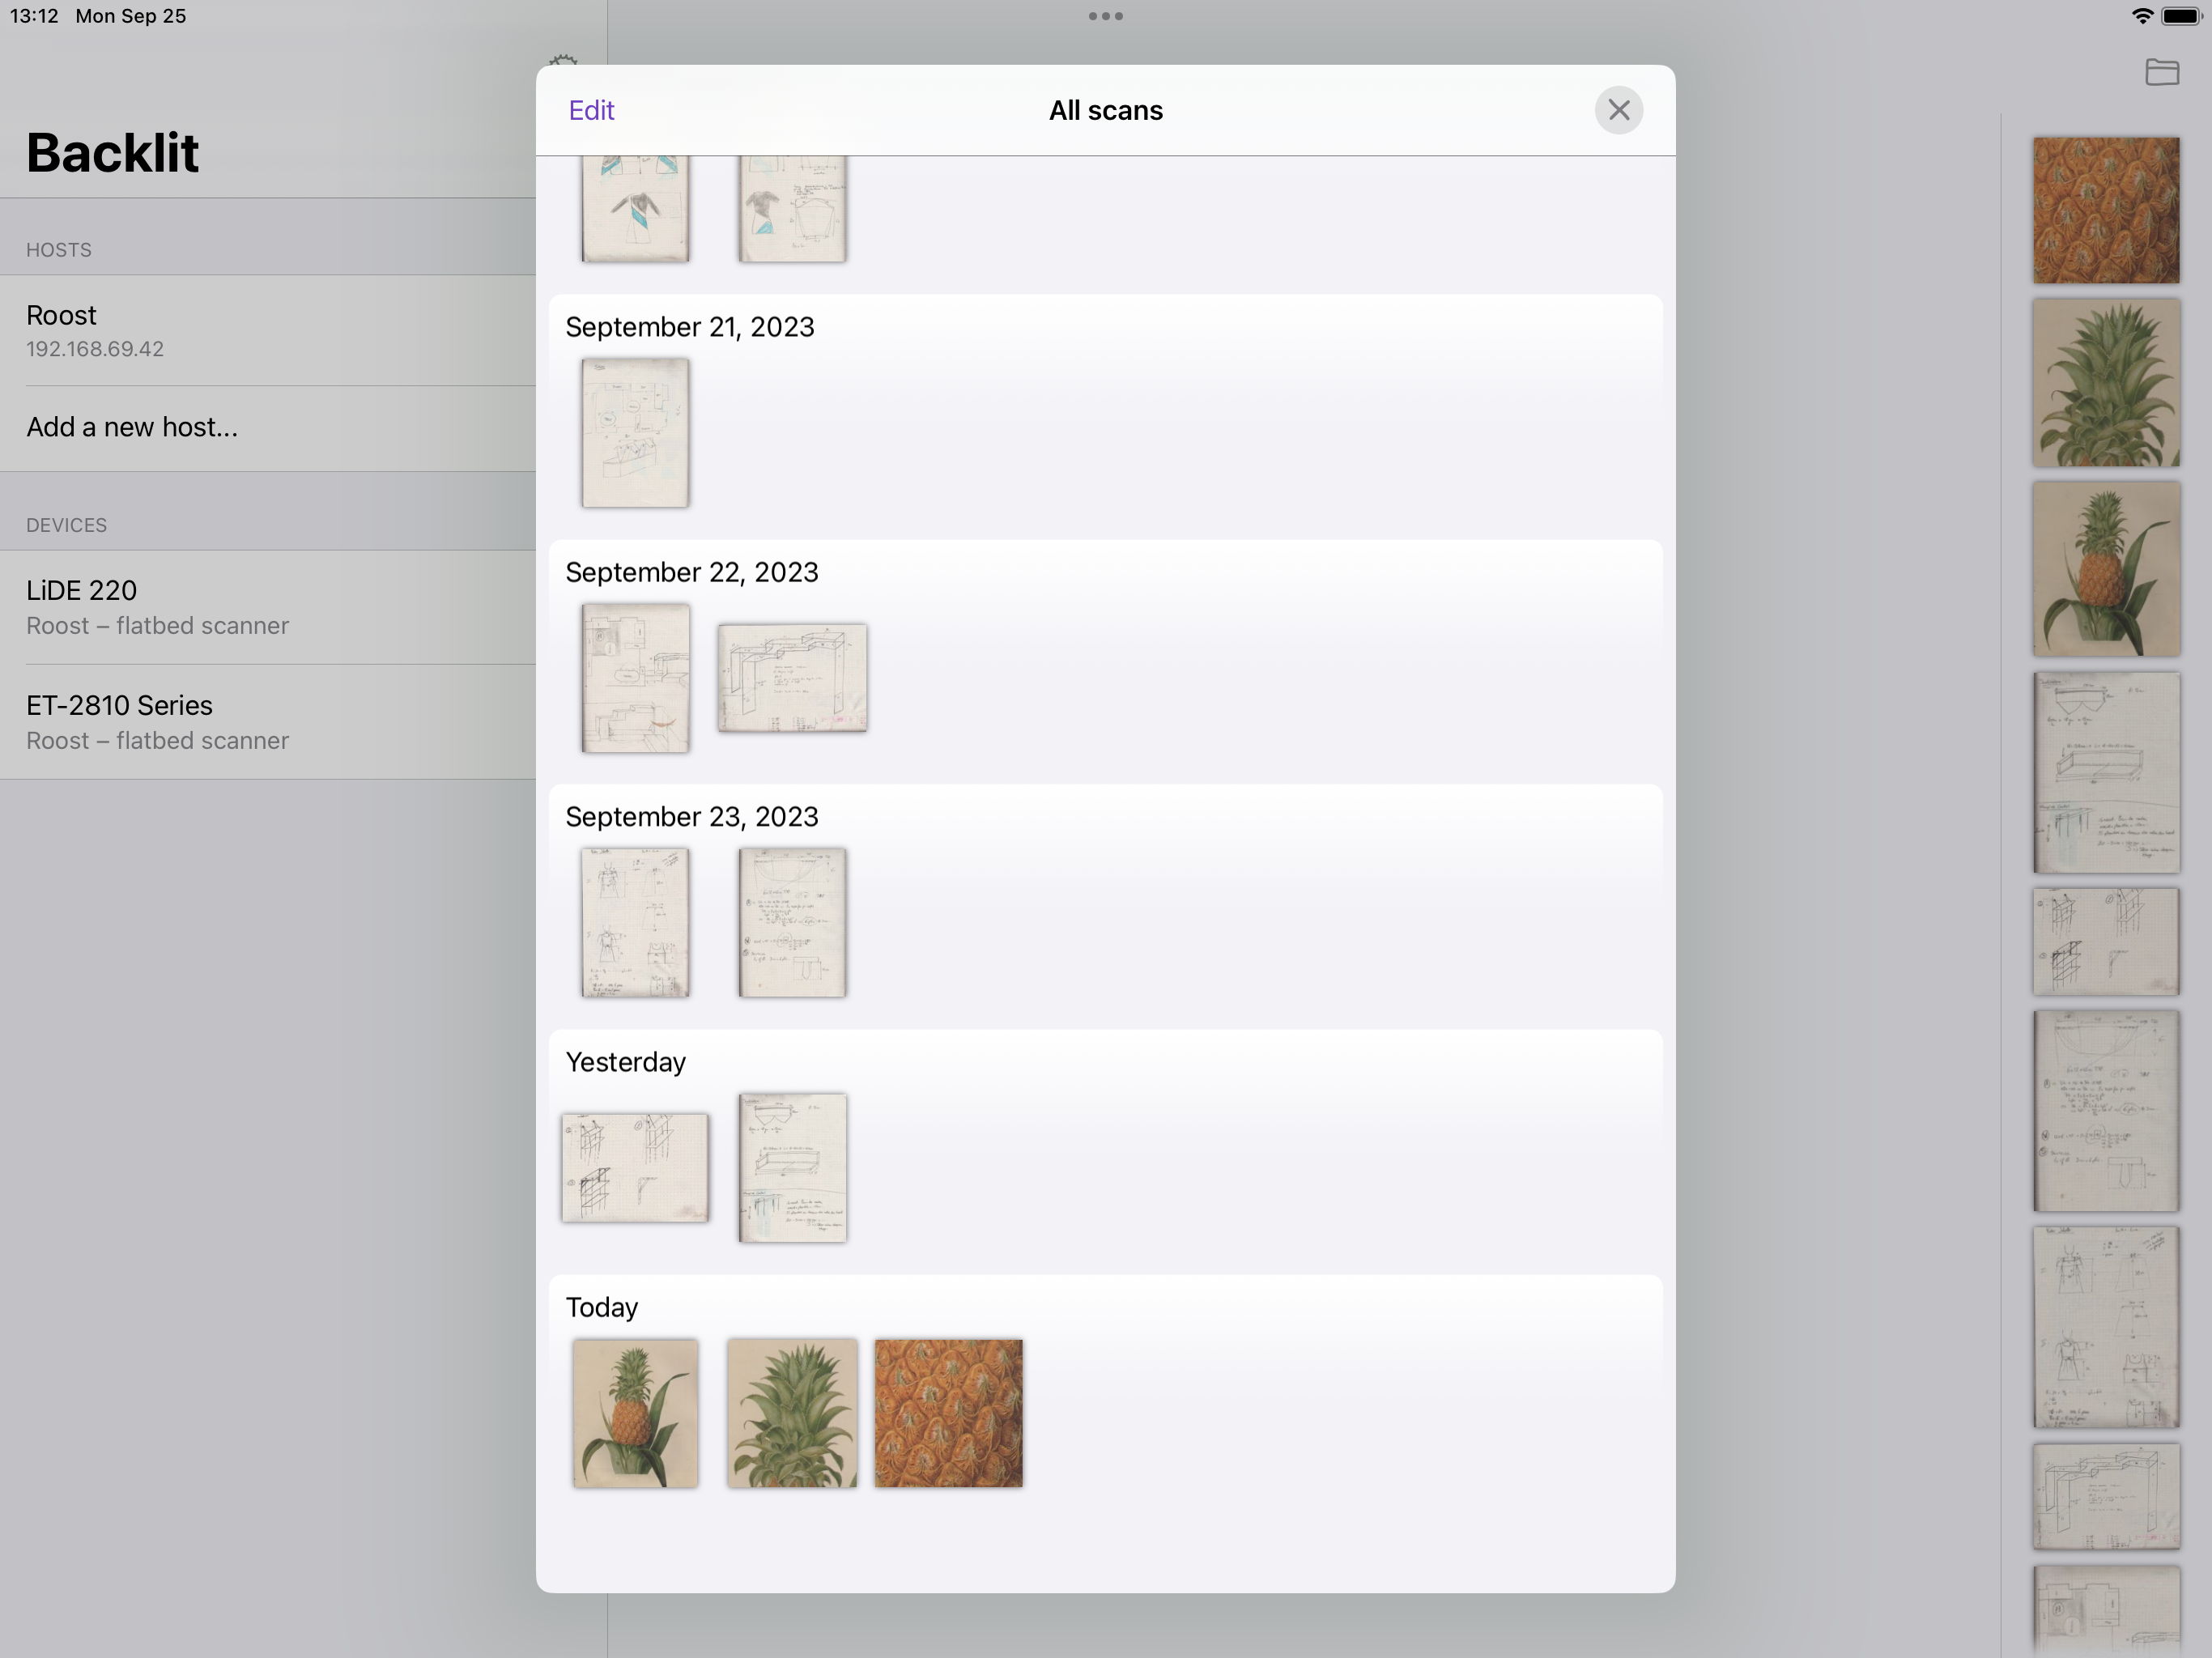 13:12 Mon Sep 25
Backlit
HOSTS
Roost
192.168.69.42
Add a new host...
DEVICES
LiDE 220
Roost – flatbed scanner
ET-2810 Series
Roost – flatbed scanner
Edit
All scans
September 21, 2023
September 22, 2023
September 23, 2023
Yesterday
Today